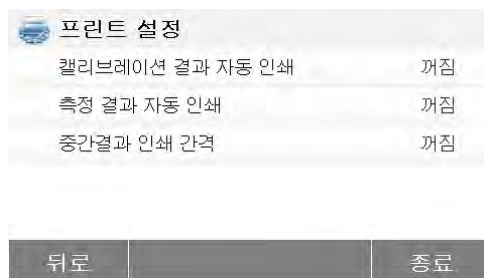 프린트 설정
캘리브레이션 결과 자동 인쇄 꺼짐
측정 결과 자동 인쇄 꺼짐
중간결과 인쇄 간격 꺼짐
뒤로 종료